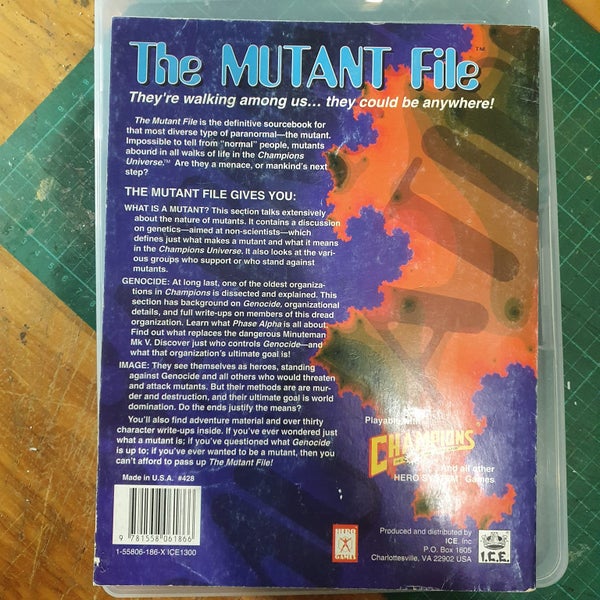 The MUTANT File™
They're walking among us... they could be anywhere!
The Mutant File is the definitive sourcebook for
that most diverse type of paranormal—the mutant.
Impossible to tell from "normal" people, mutants
abound in all walks of life in the Champions
Universe.™ Are they a menace, or mankind's next
step?
THE MUTANT FILE GIVES YOU:
WHAT IS A MUTANT? This section talks extensively
about the nature of mutants. It contains a discussion
on genetics—aimed at non-scientists—which
defines just what makes a mutant and what it means
in the Champions Universe. It also looks at the vari-
ous groups who support or who stand against
mutants.
GENOCIDE: At long last, one of the oldest organiza-
tions in Champions is dissected and explained. This
section has background on Genocide, organizational
details, and full write-ups on members of this dread
organization. Learn what Phase Alpha is all about.
Find out what replaces the dangerous Minuteman
Mk V. Discover just who controls Genocide—and
what that organization's ultimate goal is!
IMAGE: They see themselves as heroes, standing
against Genocide and all others who would threaten
and attack mutants. But their methods are are mur-
der and destruction, and their ultimate goal is world
domination. Do the ends justify the means?
You'll also find adventure material and over thirty
character write-ups inside. If you've ever wondered just
what a mutant is; if you've questioned what Genocide
is up to; if you've ever wanted to be a mutant, then you
can't afford to pass up The Mutant File!
Playable
CHAMPIONS
and all other
HERO SYSTEM™ Games
Made in U.S.A. #428
9 781558 061866
1-55806-186-X ICE1300
HERO
GAMES
Produced and distributed by
ICE, Inc
P.O. Box 1605
Charlottesville, VA 22902 USA
I.C.E.